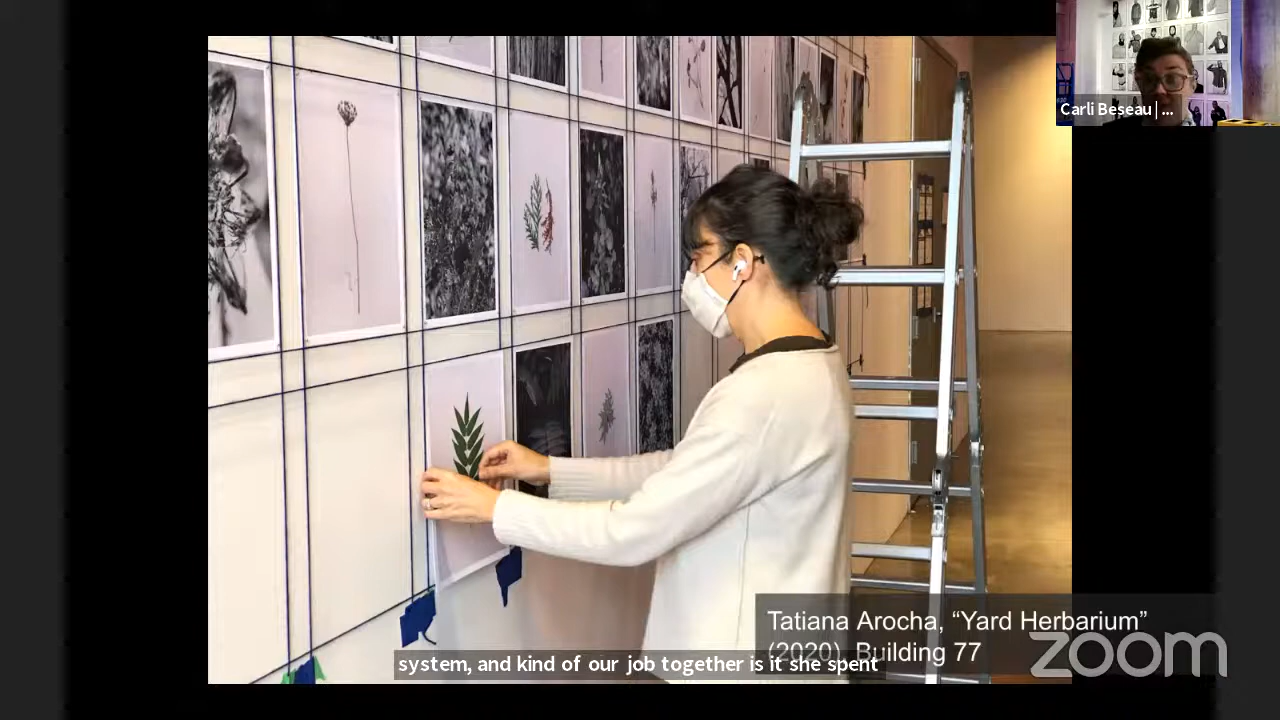 Carli Beseau | ...
Tatiana Arocha, “Yard Herbarium”
(2020), Building 77
system, and kind of our job together is it she spent
zoom